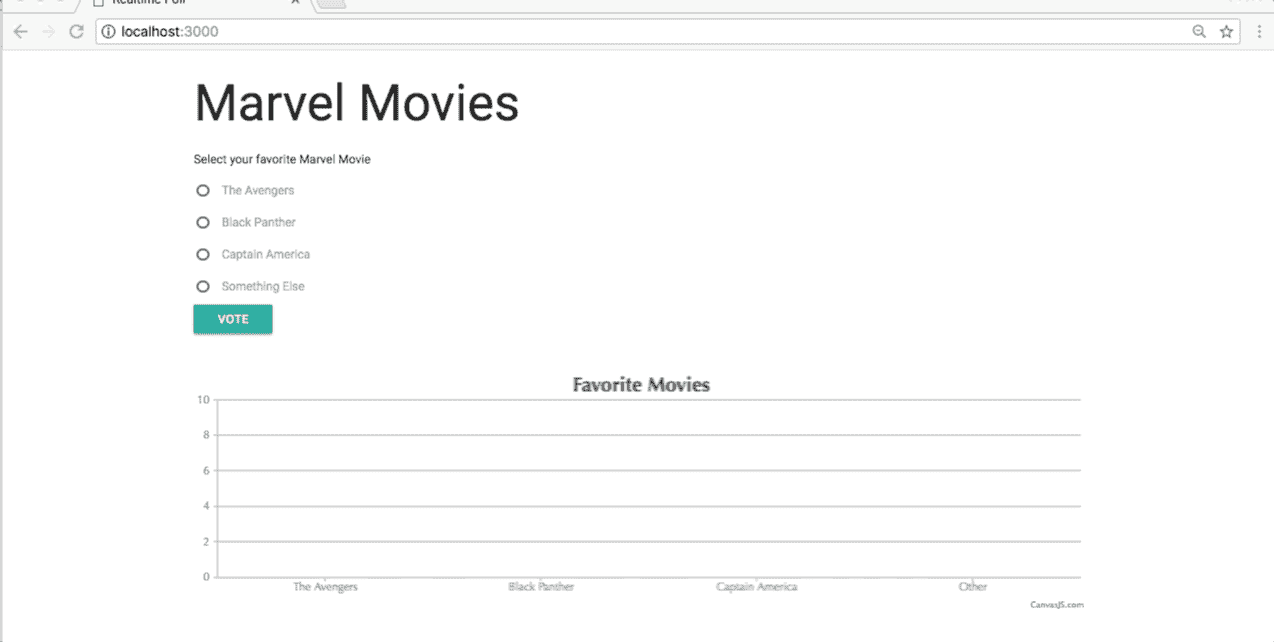 Realtime Poll
localhost:3000
Marvel Movies
Select your favorite Marvel Movie
The Avengers
Black Panther
Captain America
Something Else
VOTE
Favorite Movies
10
8
6
4
2
0
The Avengers Black Panther Captain America Other
CanvasJS.com